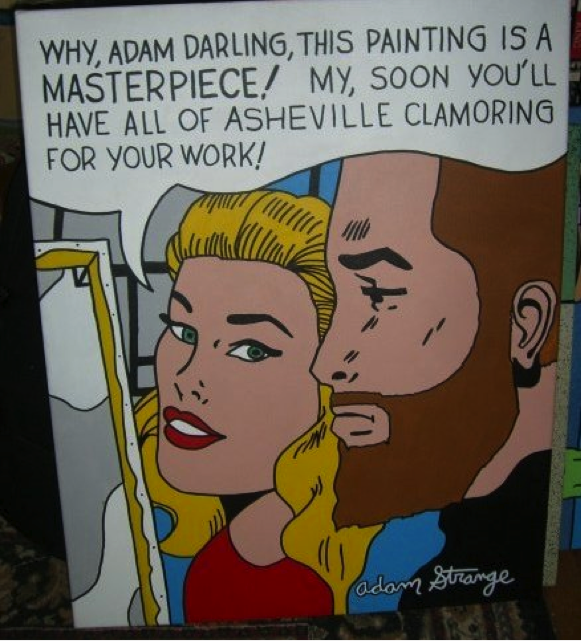 WHY, ADAM DARLING, THIS PAINTING IS A
MASTERPIECE! MY, SOON YOU'LL
HAVE ALL OF ASHEVILLE CLAMORING
FOR YOUR WORK!
adam Strange